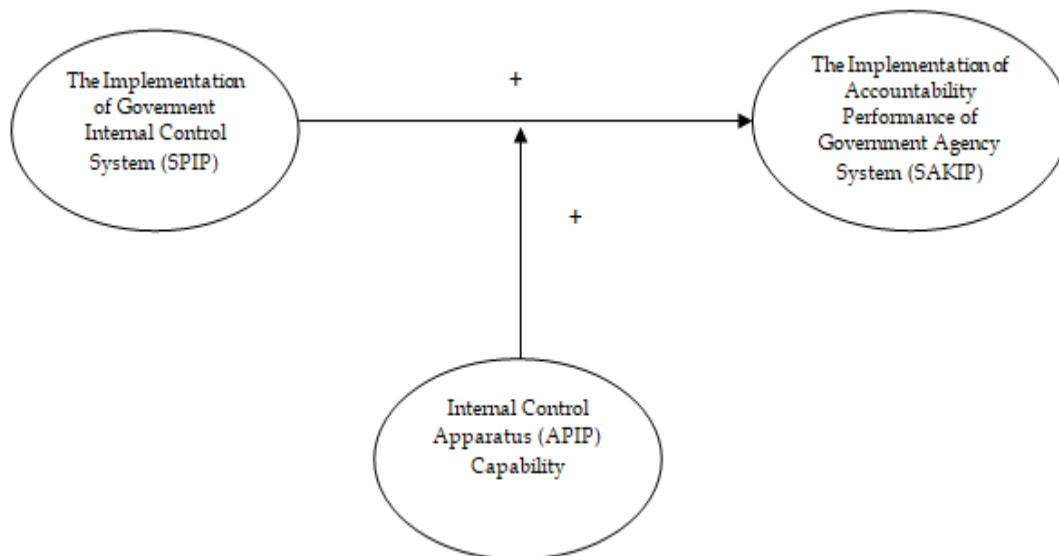 The Implementation
of Goverment
Internal Control
System (SPIP)
+
The Implementation of
Accountability
Performance of
Government Agency
System (SAKIP)
+
Internal Control
Apparatus (APIP)
Capability